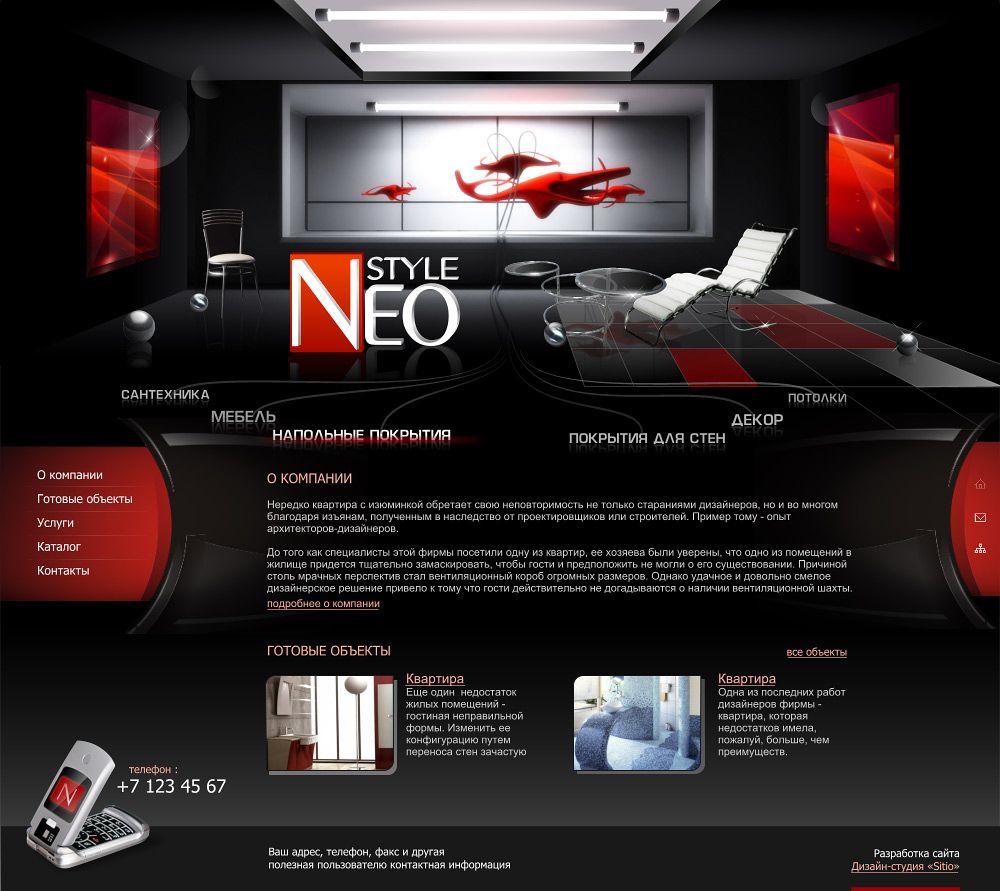 STYLE
NEO
САНТЕХНИКА
МЕБЕЛЬ
НАПОЛЬНЫЕ ПОКРЫТИЯ
ПОКРЫТИЯ ДЛЯ СТЕН
ДЕКОР
ПОТОЛКИ
О компании
Готовые объекты
Услуги
Каталог
Контакты
О КОМПАНИИ
Нередко квартира с изюминкой обретает свою неповторимость не только стараниями дизайнеров, но и во многом
благодаря изъянам, полученным в наследство от проектировщиков или строителей. Пример тому - опыт
архитекторов-дизайнеров.
До того как специалисты этой фирмы посетили одну из квартир, ее хозяева были уверены, что одно из помещений в
жилище придется тщательно замаскировать, чтобы гости и предположить не могли о его существовании. Причиной
столь мрачных перспектив стал вентиляционный короб огромных размеров. Однако удачное и довольно смелое
дизайнерское решение привело к тому что гости действительно не догадываются о наличии вентиляционной шахты.
подробнее о компании
ГОТОВЫЕ ОБЪЕКТЫ
все объекты
Квартира
Еще один недостаток
жилых помещений -
гостиная неправильной
формы. Изменить ее
конфигурацию путем
переноса стен зачастую
Квартира
Одна из последних работ
дизайнеров фирмы -
квартира, которая
недостатков имела,
пожалуй, больше, чем
преимуществ.
N
телефон :
+7 123 45 67
Ваш адрес, телефон, факс и другая
полезная пользователю контактная информация
Разработка сайта
Дизайн-студия «Sitio»